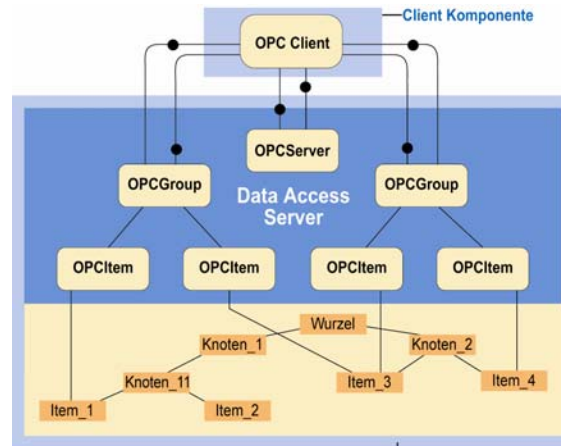 Client Komponente
OPC Client
OPCServer
OPCGroup
OPCGroup
Data Access
Server
OPCItem
OPCItem
OPCItem
OPCItem
Wurzel
Knoten_1
Knoten_2
Knoten_11
Item_3
Item_4
Item_1
Item_2